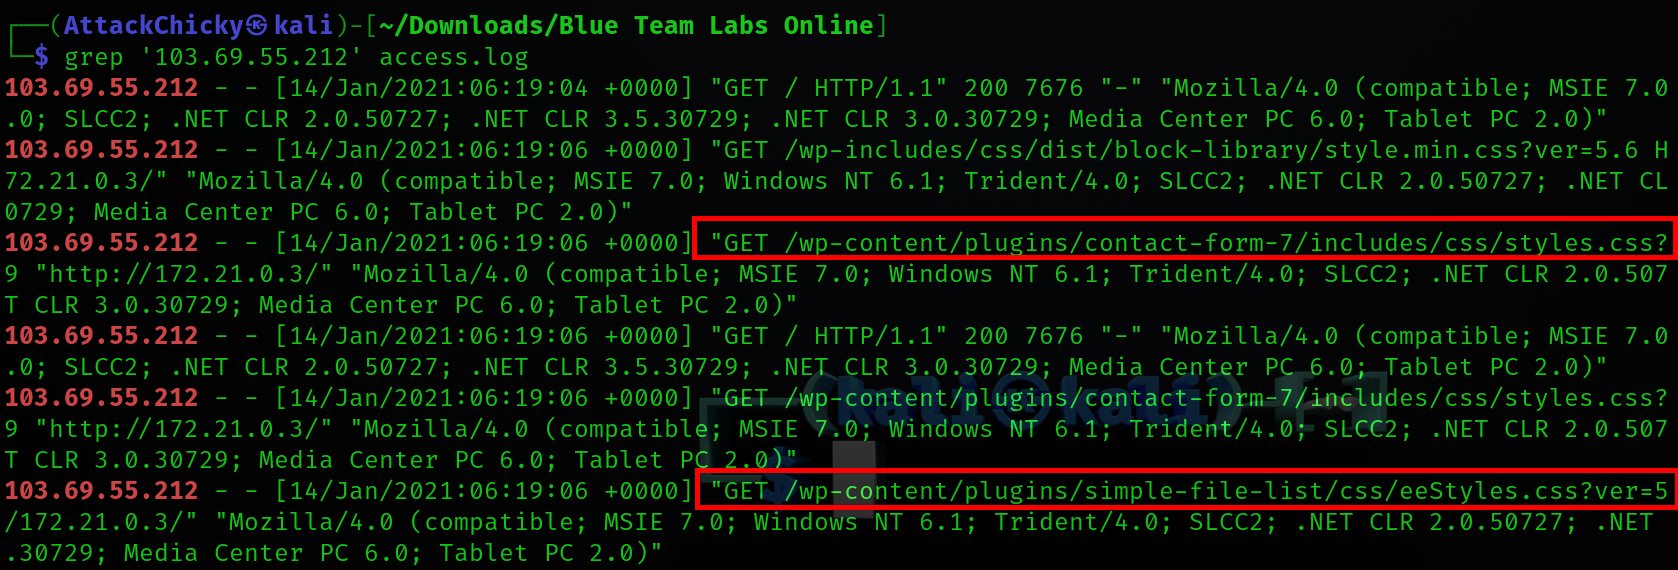 ┌──(AttackChicky㉿kali)-[~/Downloads/Blue Team Labs Online]
└─$ grep '103.69.55.212' access.log
103.69.55.212 - - [14/Jan/2021:06:19:04 +0000] "GET / HTTP/1.1" 200 7676 "-" "Mozilla/4.0 (compatible; MSIE 7.0
.0; SLCC2; .NET CLR 2.0.50727; .NET CLR 3.5.30729; .NET CLR 3.0.30729; Media Center PC 6.0; Tablet PC 2.0)"
103.69.55.212 - - [14/Jan/2021:06:19:06 +0000] "GET /wp-includes/css/dist/block-library/style.min.css?ver=5.6 H
72.21.0.3/" "Mozilla/4.0 (compatible; MSIE 7.0; Windows NT 6.1; Trident/4.0; SLCC2; .NET CLR 2.0.50727; .NET CL
0729; Media Center PC 6.0; Tablet PC 2.0)"
103.69.55.212 - - [14/Jan/2021:06:19:06 +0000] "GET /wp-content/plugins/contact-form-7/includes/css/styles.css?
9 "http://172.21.0.3/" "Mozilla/4.0 (compatible; MSIE 7.0; Windows NT 6.1; Trident/4.0; SLCC2; .NET CLR 2.0.507
T CLR 3.0.30729; Media Center PC 6.0; Tablet PC 2.0)"
103.69.55.212 - - [14/Jan/2021:06:19:06 +0000] "GET / HTTP/1.1" 200 7676 "-" "Mozilla/4.0 (compatible; MSIE 7.0
.0; SLCC2; .NET CLR 2.0.50727; .NET CLR 3.5.30729; .NET CLR 3.0.30729; Media Center PC 6.0; Tablet PC 2.0)"
103.69.55.212 - - [14/Jan/2021:06:19:06 +0000] "GET /wp-content/plugins/contact-form-7/includes/css/styles.css?
9 "http://172.21.0.3/" "Mozilla/4.0 (compatible; MSIE 7.0; Windows NT 6.1; Trident/4.0; SLCC2; .NET CLR 2.0.507
T CLR 3.0.30729; Media Center PC 6.0; Tablet PC 2.0)"
103.69.55.212 - - [14/Jan/2021:06:19:06 +0000] "GET /wp-content/plugins/simple-file-list/css/eeStyles.css?ver=5
/172.21.0.3/" "Mozilla/4.0 (compatible; MSIE 7.0; Windows NT 6.1; Trident/4.0; SLCC2; .NET CLR 2.0.50727; .NET
.30729; Media Center PC 6.0; Tablet PC 2.0)"
(kali㉿kali)-[~]